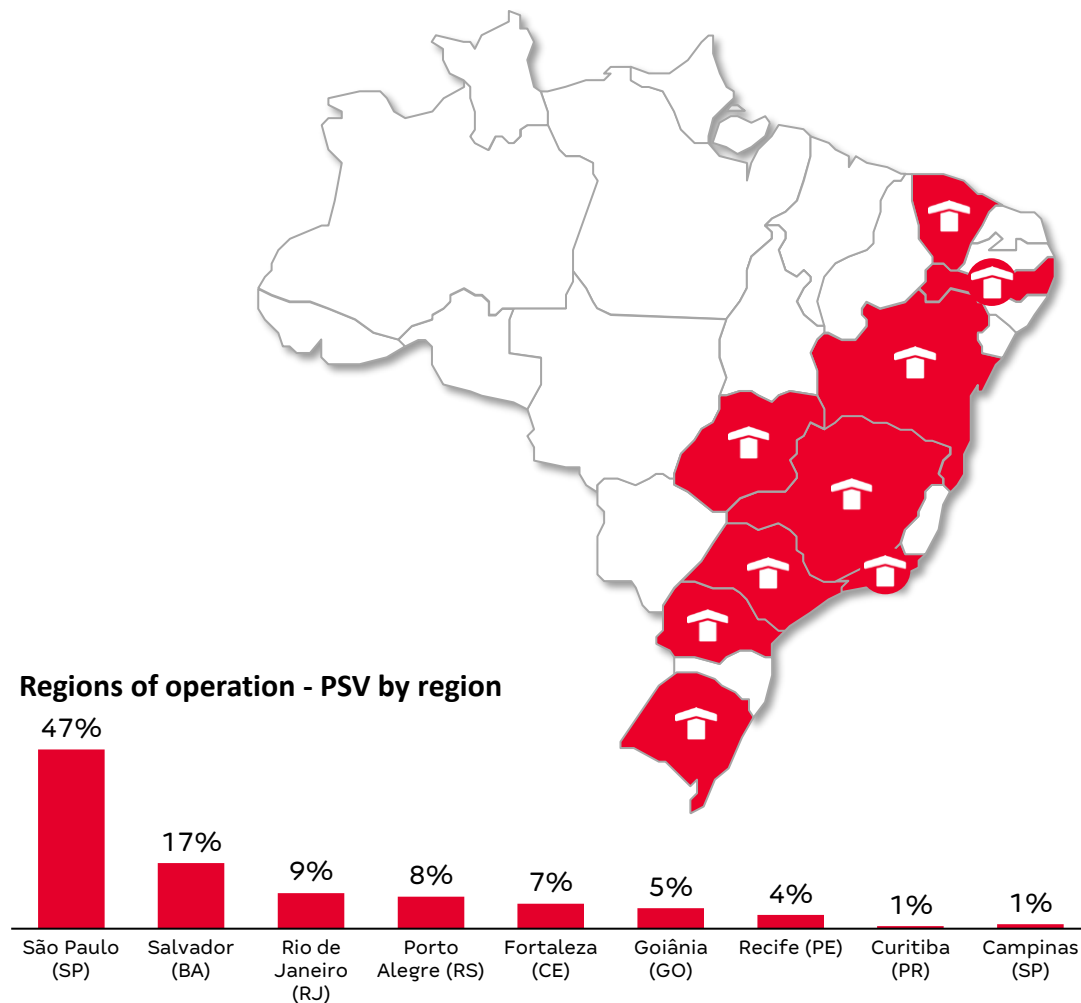 Regions of operation - PSV by region
47%
17%
9%
8%
7%
5%
4%
1%
1%
São Paulo
(SP)
Salvador
(BA)
Rio de
Janeiro
(RJ)
Porto
Alegre (RS)
Fortaleza
(CE)
Goiânia
(GO)
Recife (PE)
Curitiba
(PR)
Campinas
(SP)